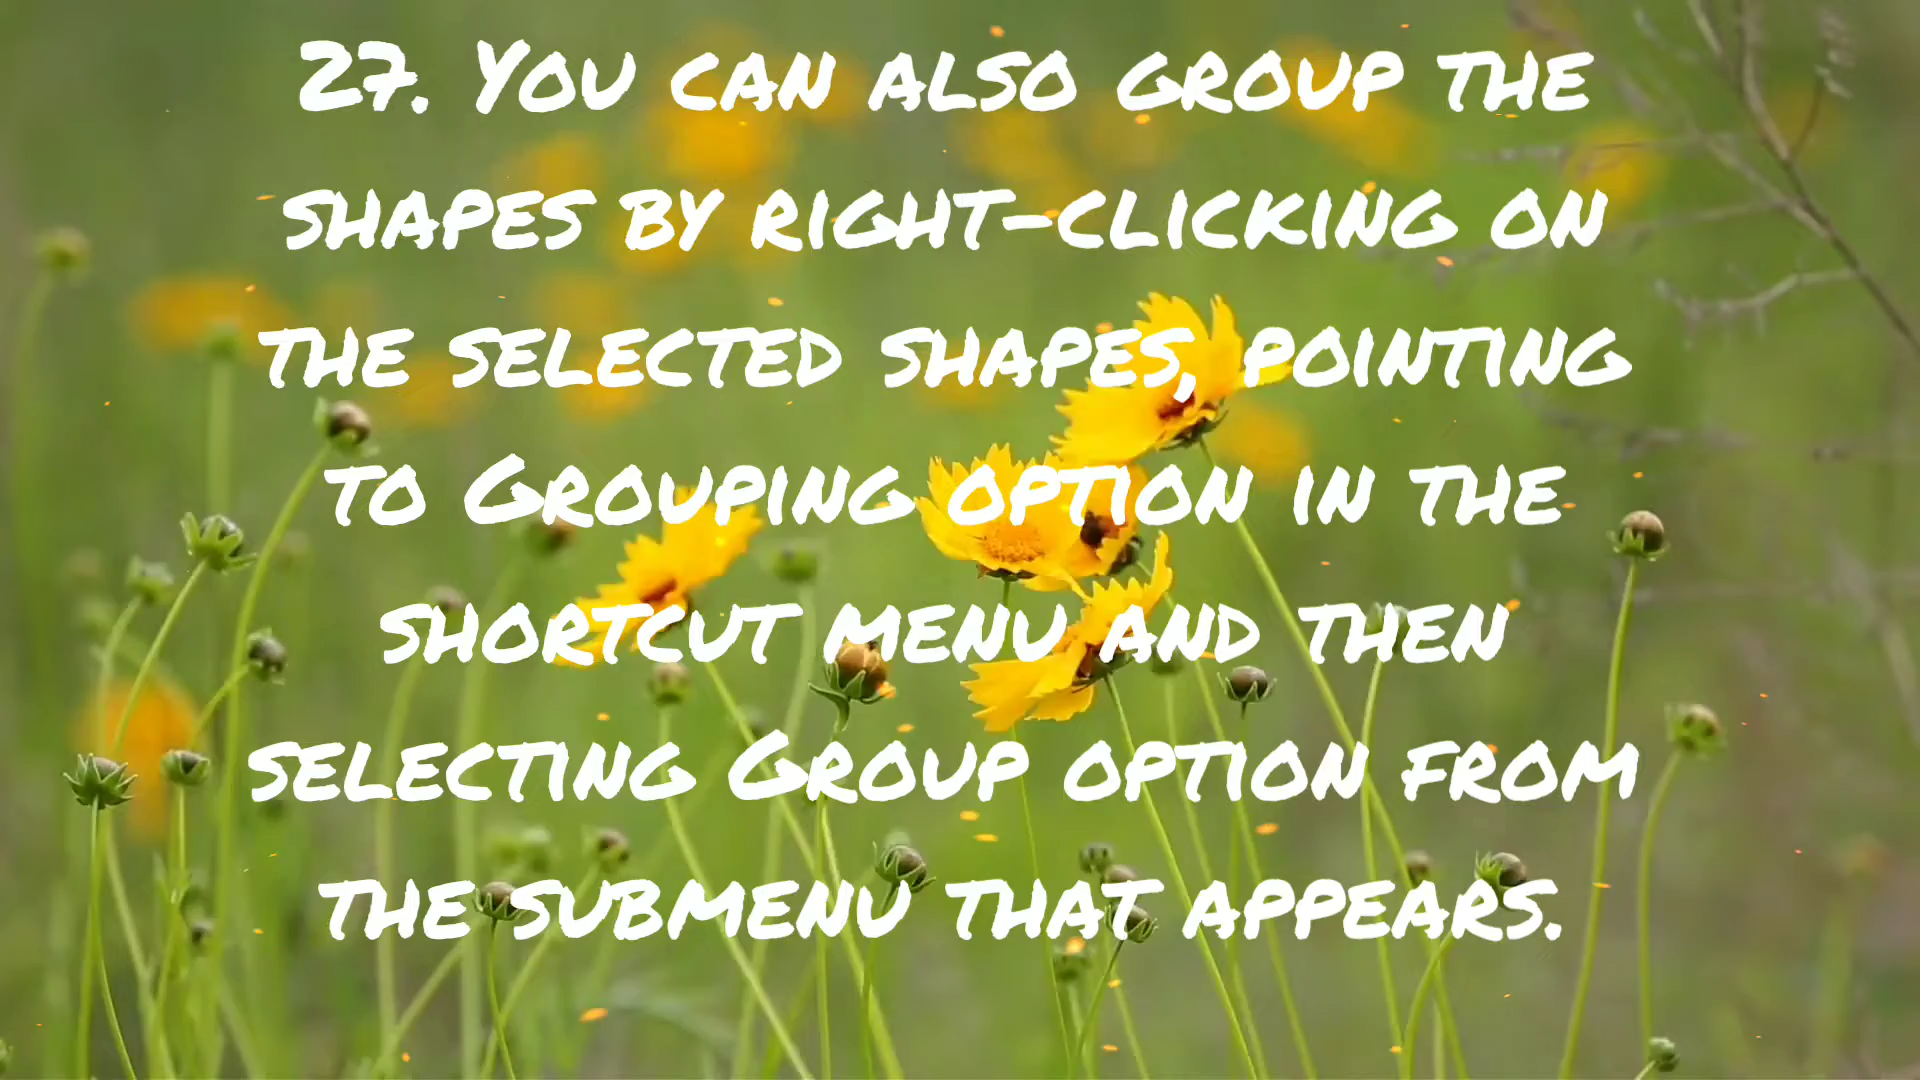 27. You can also group the
shapes by right-clicking on
the selected shapes, pointing
to Grouping option in the
shortcut menu and then
selecting Group option from
the submenu that appears.